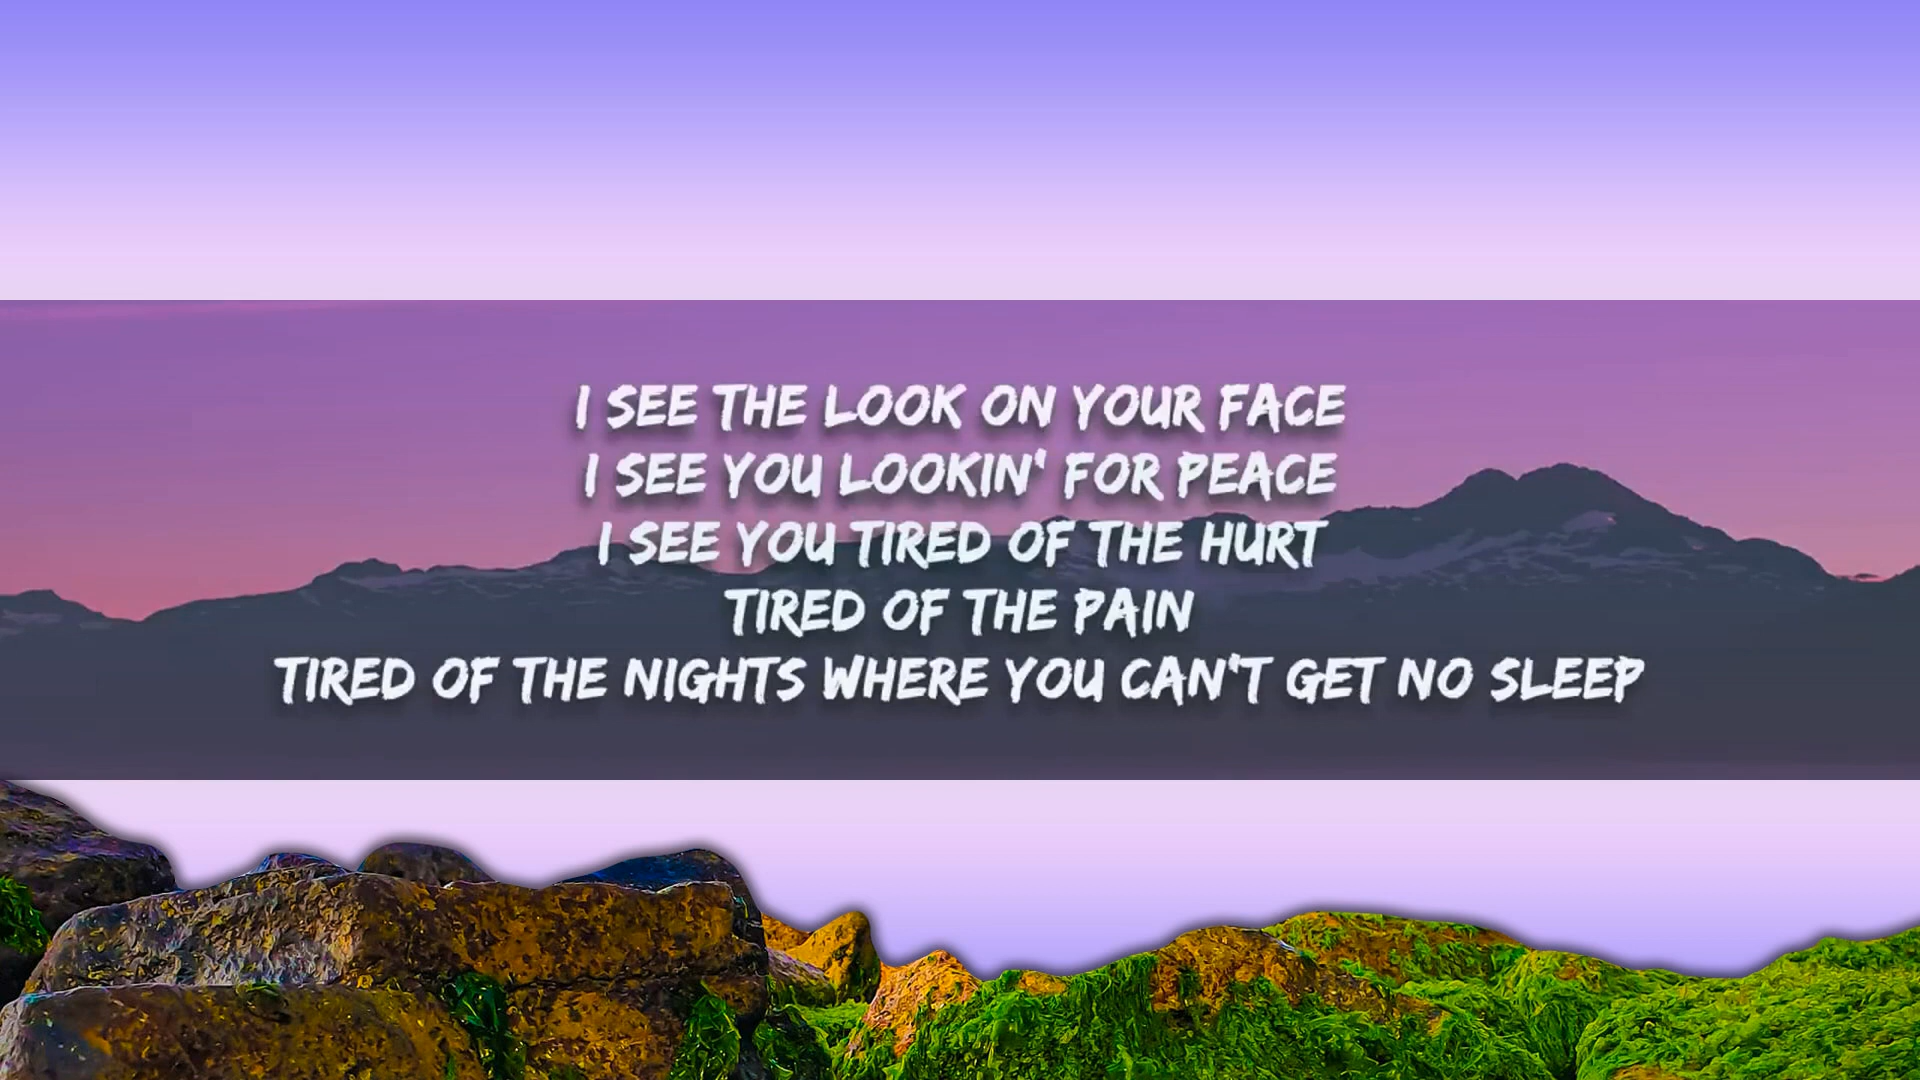 I SEE THE LOOK ON YOUR FACE
I SEE YOU LOOKIN' FOR PEACE
I SEE YOU TIRED OF THE HURT
TIRED OF THE PAIN
TIRED OF THE NIGHTS WHERE YOU CAN'T GET NO SLEEP